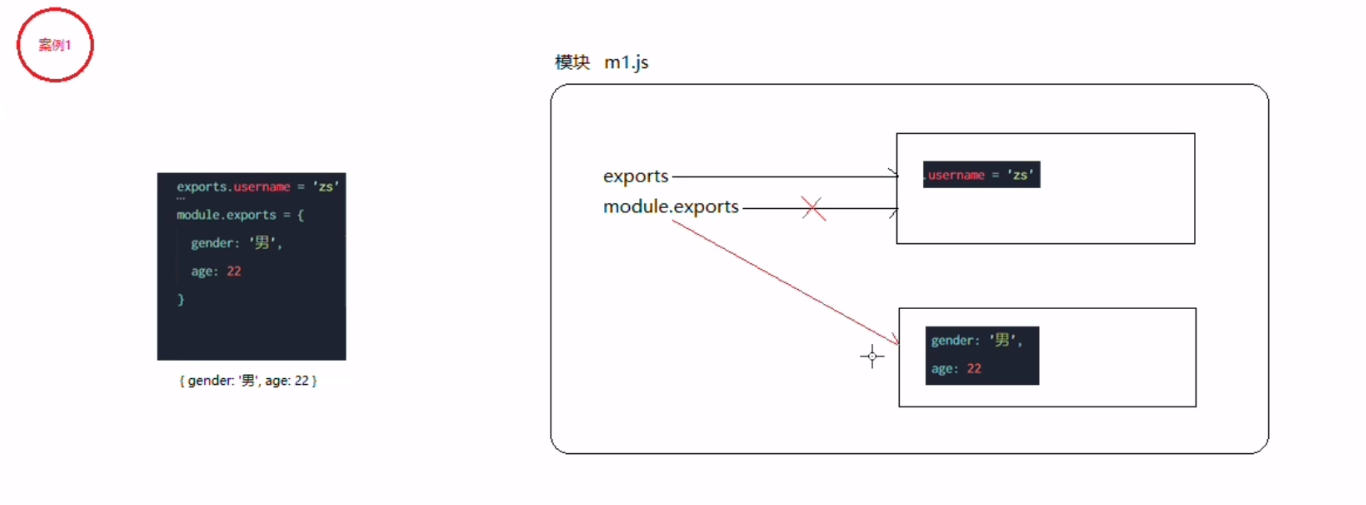 案例1
模块 m1.js
exports.username = 'zs'
module.exports = {
gender: '男',
age: 22
}
{ gender: '男', age: 22 }
exports
module.exports
.username = 'zs'
gender: '男',
age: 22